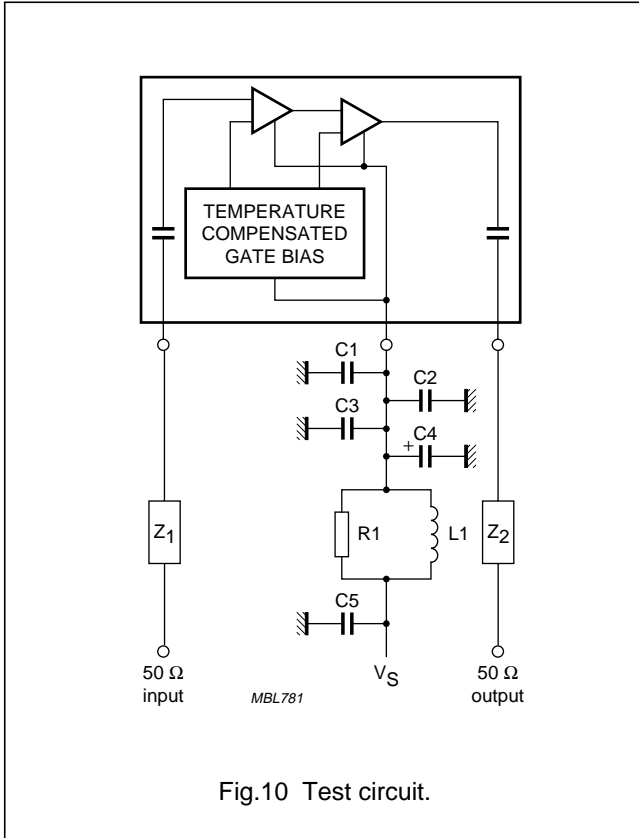 TEMPERATURE
COMPENSATED
GATE BIAS
C1
C2
C3
+
C4
Z1
R1
L1
Z2
C5
50 Ω
input
MBL781
VS
50 Ω
output
Fig.10 Test circuit.